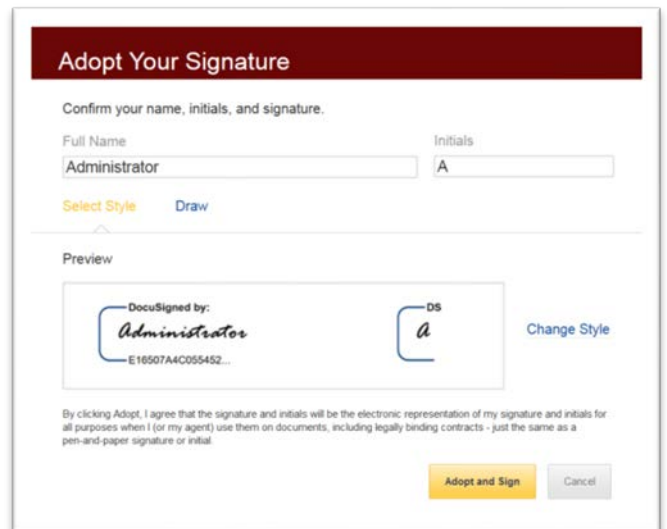 Adopt Your Signature
Confirm your name, initials, and signature.
Full Name Initials
Administrator A
Select Style Draw
Preview
DocuSigned by: DS
Administrator A Change Style
E16507A4C055452...
By clicking Adopt, I agree that the signature and initials will be the electronic representation of my signature and initials for
all purposes when I (or my agent) use them on documents, including legally binding contracts - just the same as a
pen-and-paper signature or initial.
Adopt and Sign Cancel